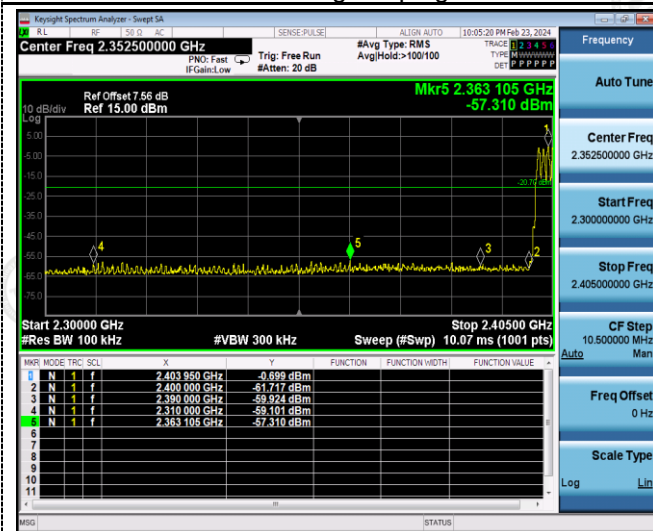 Keysight Spectrum Analyzer - Swept SA
RL RF 50 Ω AC SENSE:PULSE ALIGN AUTO 10:05:20 PM Feb 23, 2024
Center Freq 2.352500000 GHz
PNO: Fast
IFGain:Low
Trig: Free Run
#Atten: 20 dB
#Avg Type: RMS
Avg|Hold:>100/100
TRACE 1 2 3 4 5 6
TYPE M WWWWW
DET P P P P P P
Ref Offset 7.56 dB
10 dB/div Ref 15.00 dBm
Log
Mkr5 2.363 105 GHz
-57.310 dBm
5.00
-5.00
-15.0
-25.0
-35.0
-45.0
-55.0
-65.0
-75.0
1
-20.70 dBm
4
5
3
2
Start 2.30000 GHz Stop 2.40500 GHz
#Res BW 100 kHz #VBW 300 kHz Sweep (#Swp) 10.07 ms (1001 pts)
MKR MODE TRC SCL X Y FUNCTION FUNCTION WIDTH FUNCTION VALUE
1 N 1 f 2.403 950 GHz -0.699 dBm
2 N 1 f 2.400 000 GHz -61.717 dBm
3 N 1 f 2.390 000 GHz -59.924 dBm
4 N 1 f 2.310 000 GHz -59.101 dBm
5 N 1 f 2.363 105 GHz -57.310 dBm
6
7
8
9
10
11
MSG STATUS
Frequency
Auto Tune
Center Freq
2.352500000 GHz
Start Freq
2.300000000 GHz
Stop Freq
2.405000000 GHz
CF Step
10.500000 MHz
Auto Man
Freq Offset
0 Hz
Scale Type
Log Lin